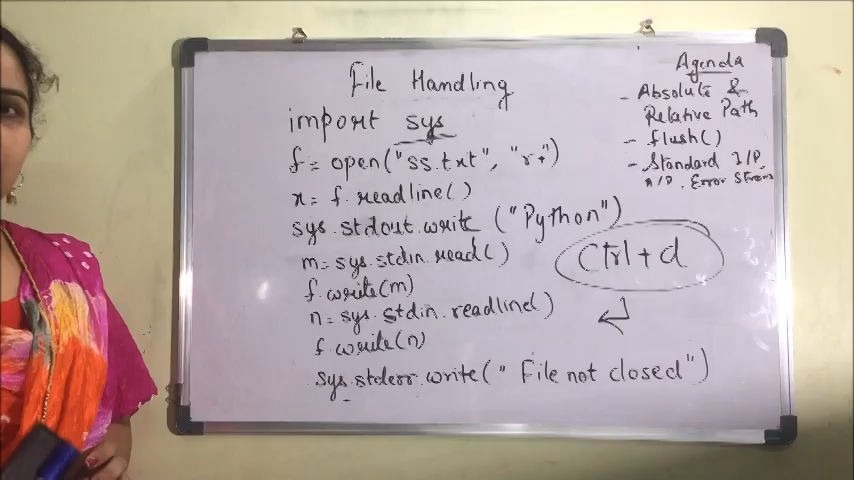 File Handling
import sys
f = open("ss.txt", "r+")
x = f.readline()
sys.stdout.write ("Python")
m = sys.stdin.read()
f.write(m)
n = sys.stdin.readline()
f.write(n)
sys.stderr.write(" File not closed")
Ctrl + d
Agenda
- Absolute &
Relative Path
- flush()
- Standard I/P,
O/P, Error Stream